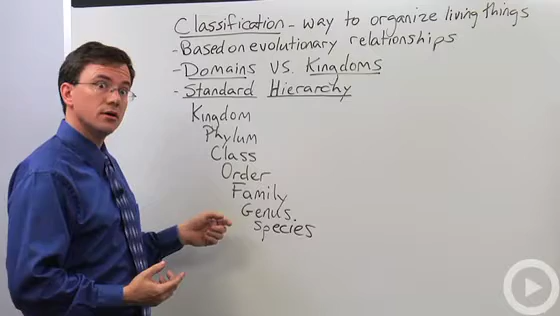 Classification - way to organize living things
- Based on evolutionary relationships
- Domains vs. Kingdoms
- Standard Hierarchy
Kingdom
Phylum
Class
Order
Family
Genus
Species